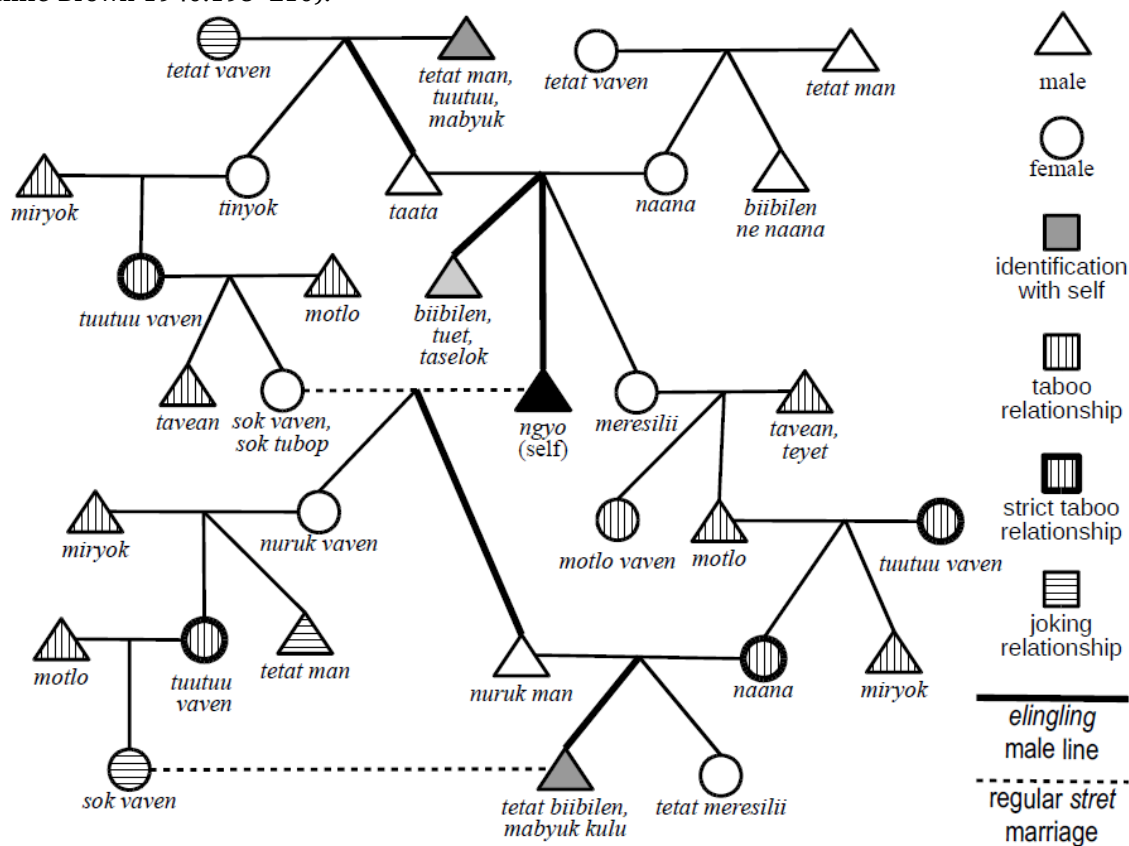 Brown
tetat vaven
tetat man,
tuutuu,
mabyuk
tetat vaven
tetat man
male
female
miryok
tinyok
taata
naana
biibilen
ne naana
identification
with self
tuutuu vaven
motlo
biibilen,
tuet,
taselok
taboo
relationship
tavean
sok vaven,
sok tubop
ngyo
(self)
meresilii
tavean,
teyet
strict taboo
relationship
miryok
nuruk vaven
motlo vaven
motlo
tuutuu vaven
joking
relationship
motlo
tuutuu
vaven
tetat man
nuruk man
naana
miryok
elingling
male line
sok vaven
tetat biibilen,
mabyuk kulu
tetat meresilii
regular stret
marriage